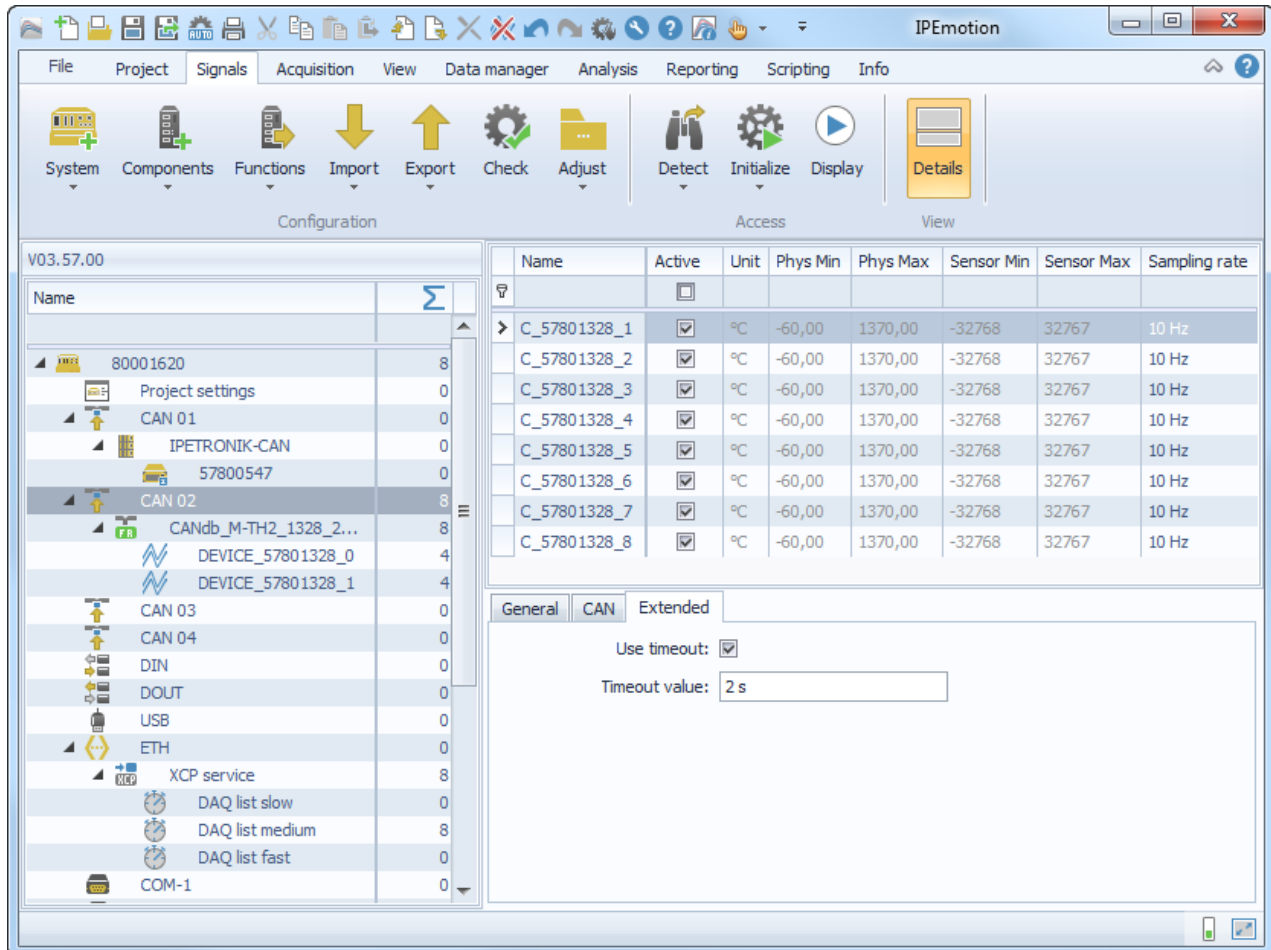 AUTO
IPEmotion
File Project Signals Acquisition View Data manager Analysis Reporting Scripting Info
System Components Functions Import Export Check Adjust Detect Initialize Display Details
Configuration Access View
V03.57.00
Name Σ
80001620 8
Project settings 0
CAN 01 0
IPETRONIK-CAN 0
57800547 0
CAN 02 8
FB CANdb_M-TH2_1328_2... 8
DEVICE_57801328_0 4
DEVICE_57801328_1 4
CAN 03 0
CAN 04 0
DIN 0
DOUT 0
USB 0
ETH 0
XCP XCP service 8
DAQ list slow 0
DAQ list medium 8
DAQ list fast 0
COM-1 0
Name Active Unit Phys Min Phys Max Sensor Min Sensor Max Sampling rate
C_57801328_1 °C -60,00 1370,00 -32768 32767 10 Hz
C_57801328_2 °C -60,00 1370,00 -32768 32767 10 Hz
C_57801328_3 °C -60,00 1370,00 -32768 32767 10 Hz
C_57801328_4 °C -60,00 1370,00 -32768 32767 10 Hz
C_57801328_5 °C -60,00 1370,00 -32768 32767 10 Hz
C_57801328_6 °C -60,00 1370,00 -32768 32767 10 Hz
C_57801328_7 °C -60,00 1370,00 -32768 32767 10 Hz
C_57801328_8 °C -60,00 1370,00 -32768 32767 10 Hz
General CAN Extended
Use timeout:
Timeout value: 2 s